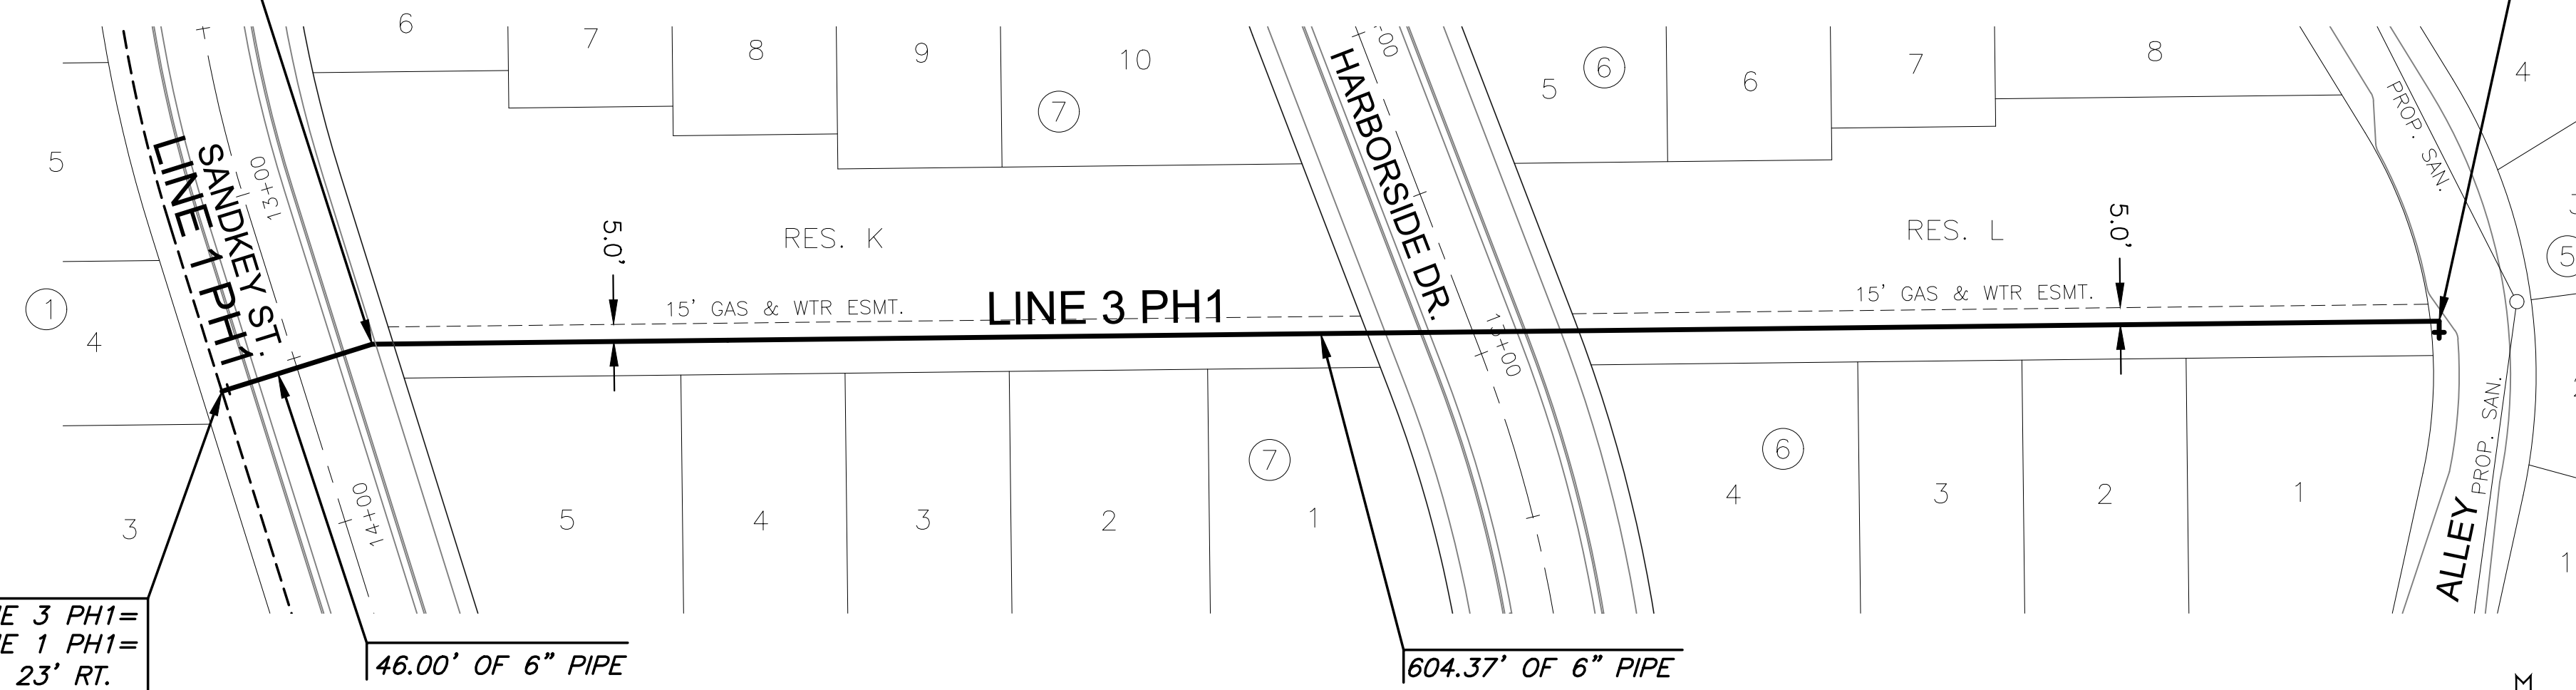 6
7
8
9
10
7
5
6
6
7
8
4
5
1
4
3
SANDKEY ST.
LINE 1 PH1
13+00
14+00
5.0'
RES. K
15' GAS & WTR ESMT.
LINE 3 PH1
HARBORSIDE DR.
+00
13+00
RES. L
5.0'
15' GAS & WTR ESMT.
PROP. SAN.
5
5
4
3
2
1
7
6
4
3
2
1
ALLEY
PROP. SAN.
1
E 3 PH1=
E 1 PH1=
23' RT.
46.00' OF 6" PIPE
604.37' OF 6" PIPE
M